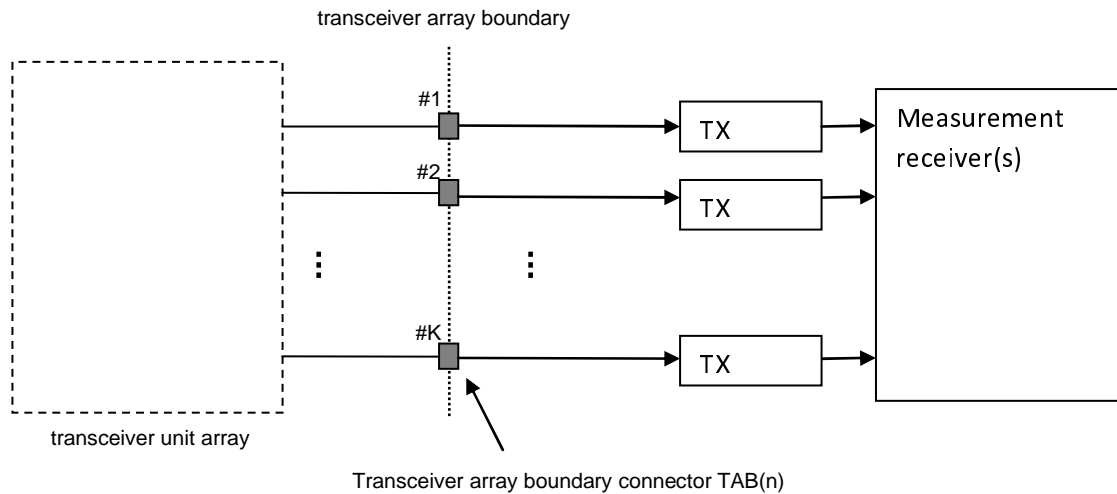 transceiver array boundary
#1
TX
Measurement
receiver(s)
#2
TX
#K
TX
transceiver unit array
Transceiver array boundary connector TAB(n)